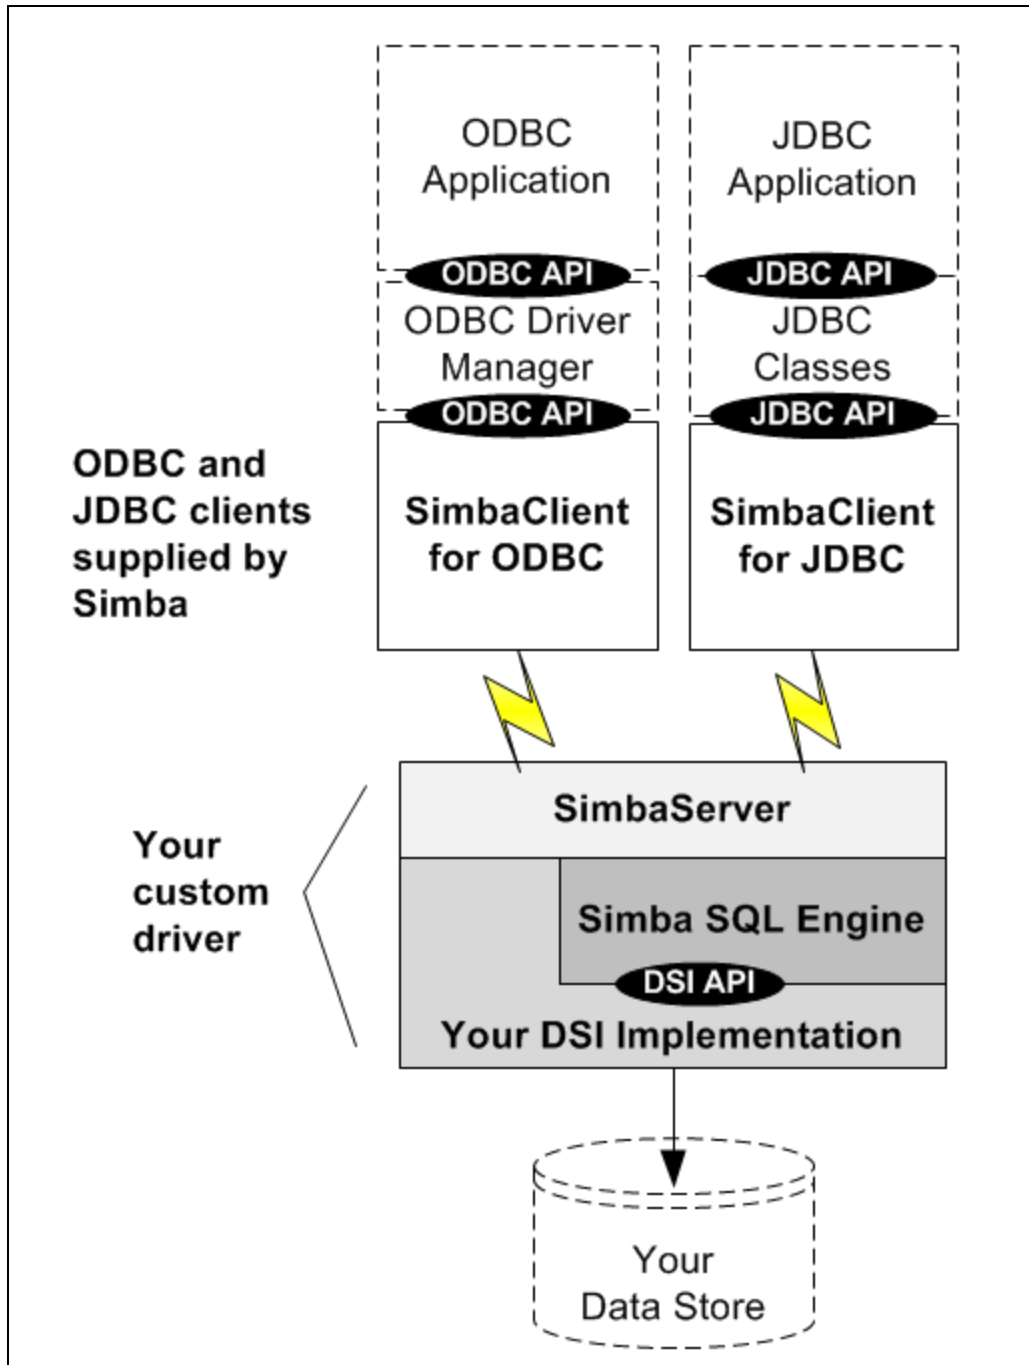 ODBC
Application
JDBC
Application
ODBC API
JDBC API
ODBC Driver
Manager
JDBC
Classes
ODBC API
JDBC API
ODBC and
JDBC clients
supplied by
Simba
SimbaClient
for ODBC
SimbaClient
for JDBC
SimbaServer
Your
custom
driver
Simba SQL Engine
DSI API
Your DSI Implementation
Your
Data Store